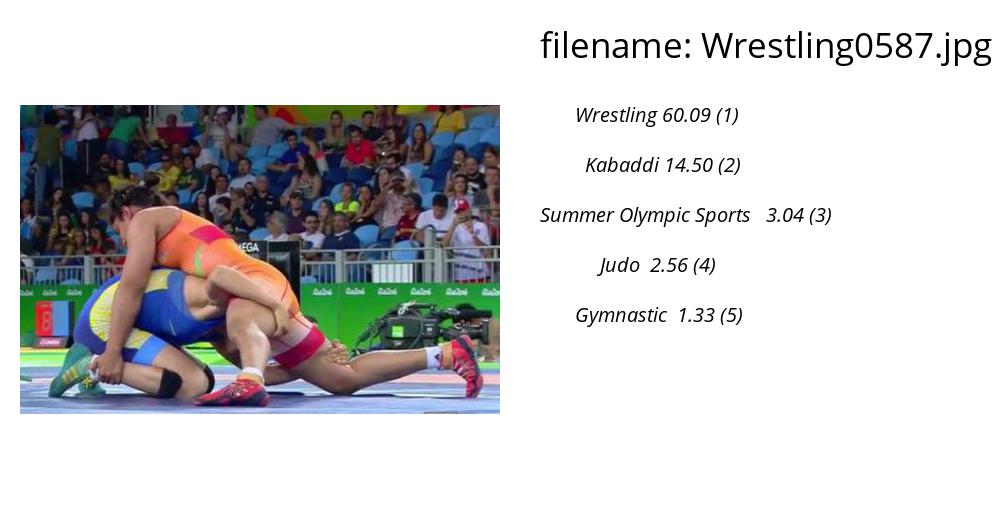 filename: Wrestling0587.jpg
Wrestling 60.09 (1)
Kabaddi 14.50 (2)
Summer Olympic Sports 3.04 (3)
Judo 2.56 (4)
Gymnastic 1.33 (5)